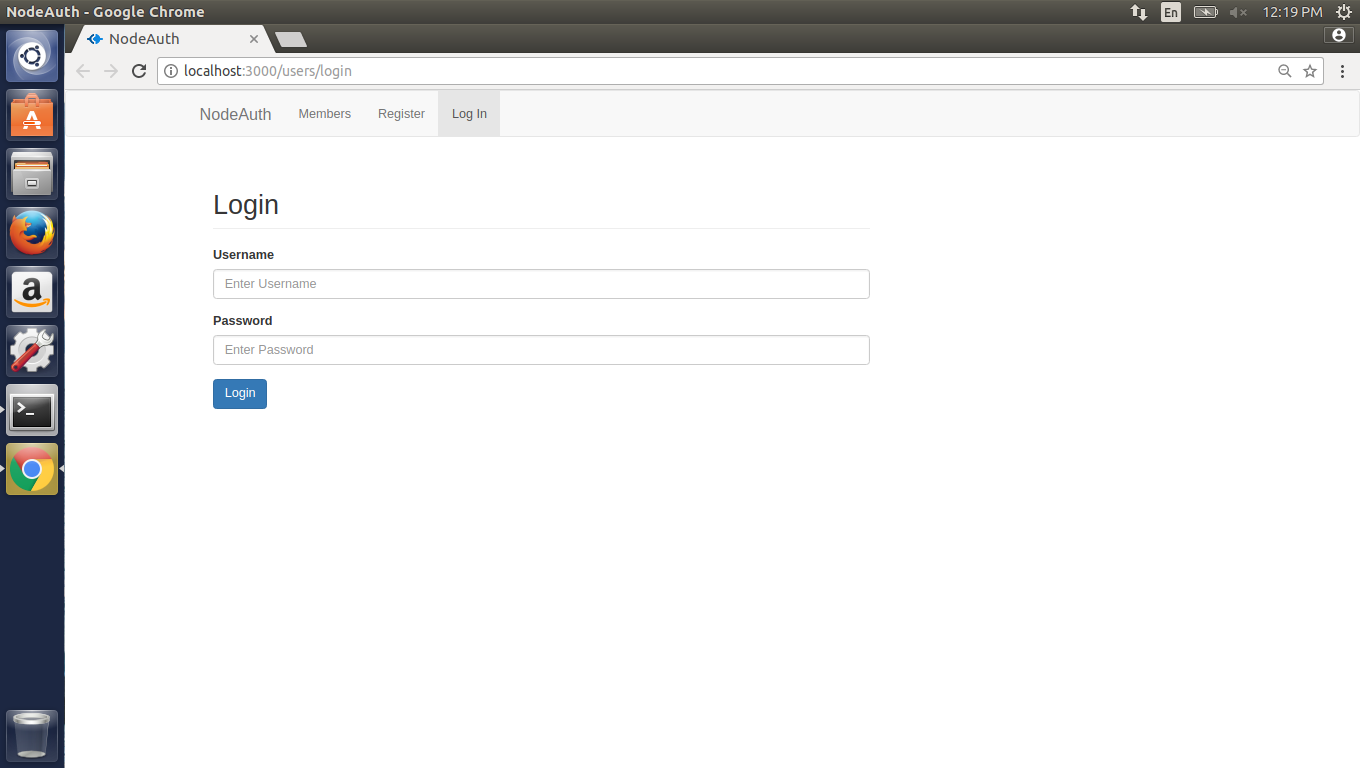 NodeAuth - Google Chrome
En
12:19 PM
NodeAuth
localhost:3000/users/login
NodeAuth Members Register Log In
Login
Username
Enter Username
Password
Enter Password
Login